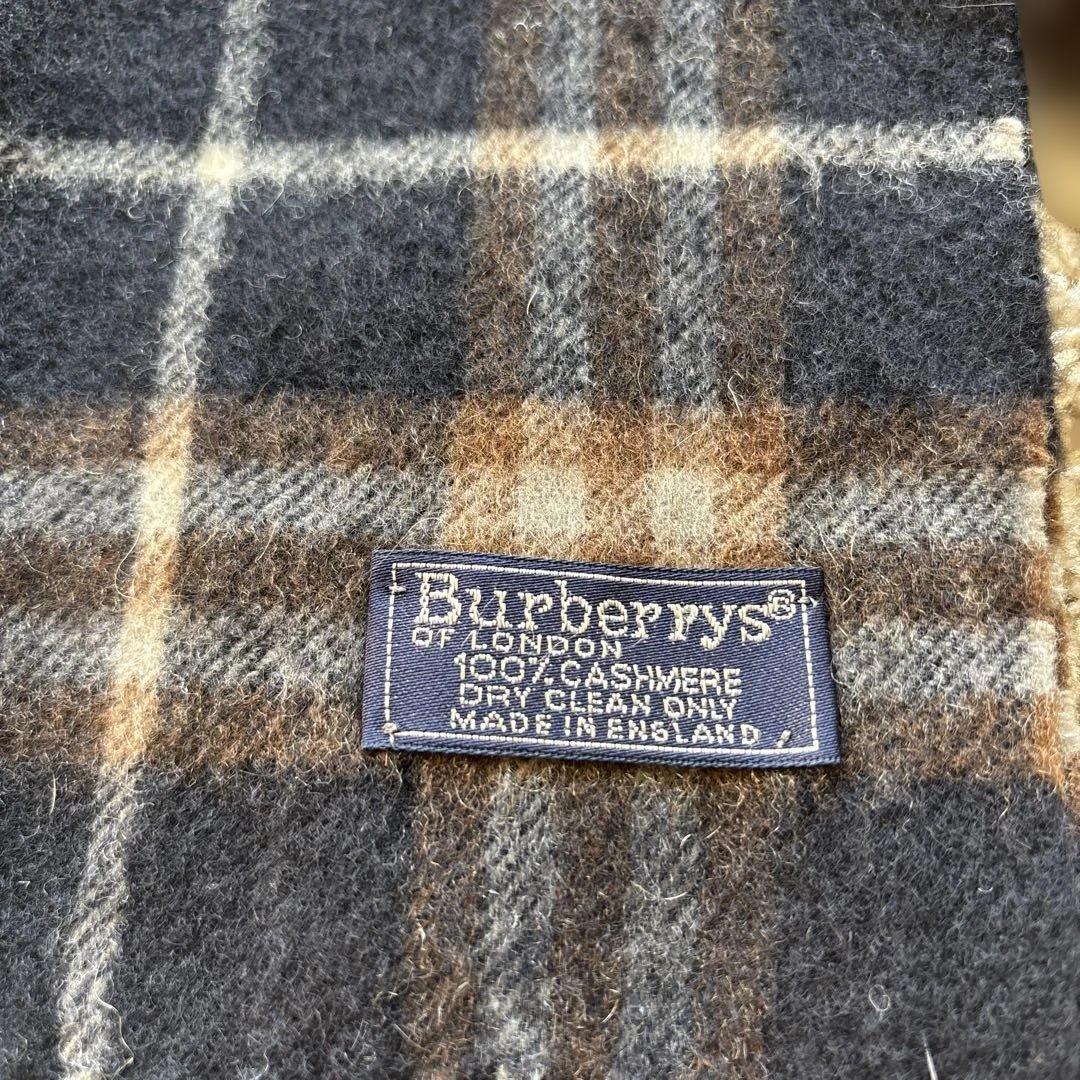 Burberrys®
OF LONDON
100% CASHMERE
DRY CLEAN ONLY
MADE IN ENGLAND